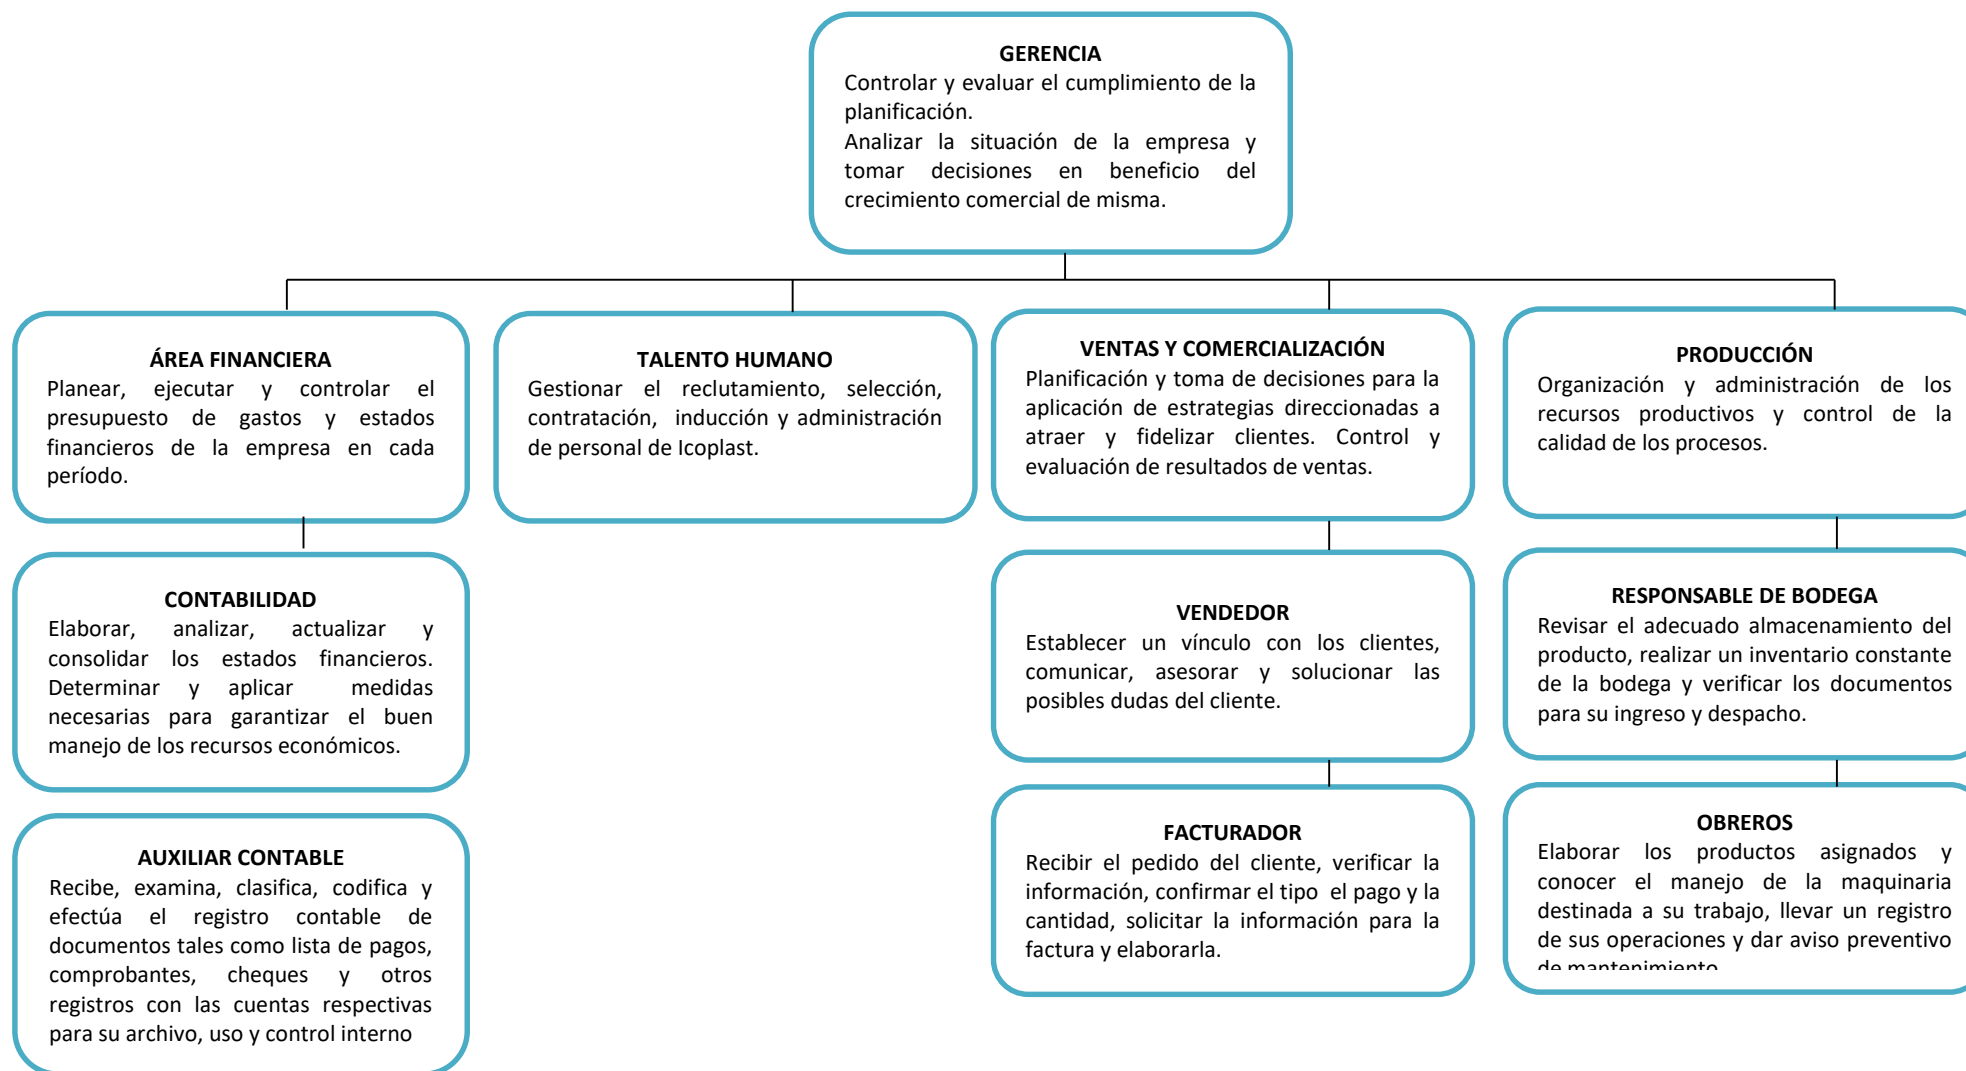 GERENCIA
Controlar y evaluar el cumplimiento de la
planificación.
Analizar la situación de la empresa y
tomar decisiones en beneficio del
crecimiento comercial de misma.
ÁREA FINANCIERA
Planear, ejecutar y controlar el
presupuesto de gastos y estados
financieros de la empresa en cada
período.
TALENTO HUMANO
Gestionar el reclutamiento, selección,
contratación, inducción y administración
de personal de Icoplast.
VENTAS Y COMERCIALIZACIÓN
Planificación y toma de decisiones para la
aplicación de estrategias direccionadas a
atraer y fidelizar clientes. Control y
evaluación de resultados de ventas.
PRODUCCIÓN
Organización y administración de los
recursos productivos y control de la
calidad de los procesos.
CONTABILIDAD
Elaborar, analizar, actualizar y
consolidar los estados financieros.
Determinar y aplicar medidas
necesarias para garantizar el buen
manejo de los recursos económicos.
VENDEDOR
Establecer un vínculo con los clientes,
comunicar, asesorar y solucionar las
posibles dudas del cliente.
RESPONSABLE DE BODEGA
Revisar el adecuado almacenamiento del
producto, realizar un inventario constante
de la bodega y verificar los documentos
para su ingreso y despacho.
AUXILIAR CONTABLE
Recibe, examina, clasifica, codifica y
efectúa el registro contable de
documentos tales como lista de pagos,
comprobantes, cheques y otros
registros con las cuentas respectivas
para su archivo, uso y control interno
FACTURADOR
Recibir el pedido del cliente, verificar la
información, confirmar el tipo el pago y la
cantidad, solicitar la información para la
factura y elaborarla.
OBREROS
Elaborar los productos asignados y
conocer el manejo de la maquinaria
destinada a su trabajo, llevar un registro
de sus operaciones y dar aviso preventivo
de mantenimiento